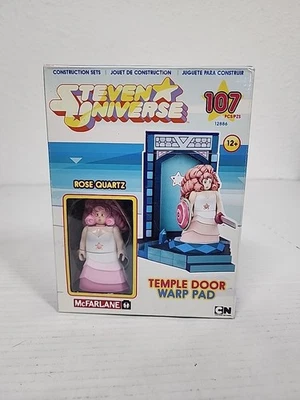 CONSTRUCTION SETS | JOUET DE CONSTRUCTION | JUGUETE PARA CONSTRUIR
STEVEN
UNIVERSE
107
PCS/PZS
12886
12+
ROSE QUARTZ
TEMPLE DOOR
WARP PAD
McFARLANE
CN